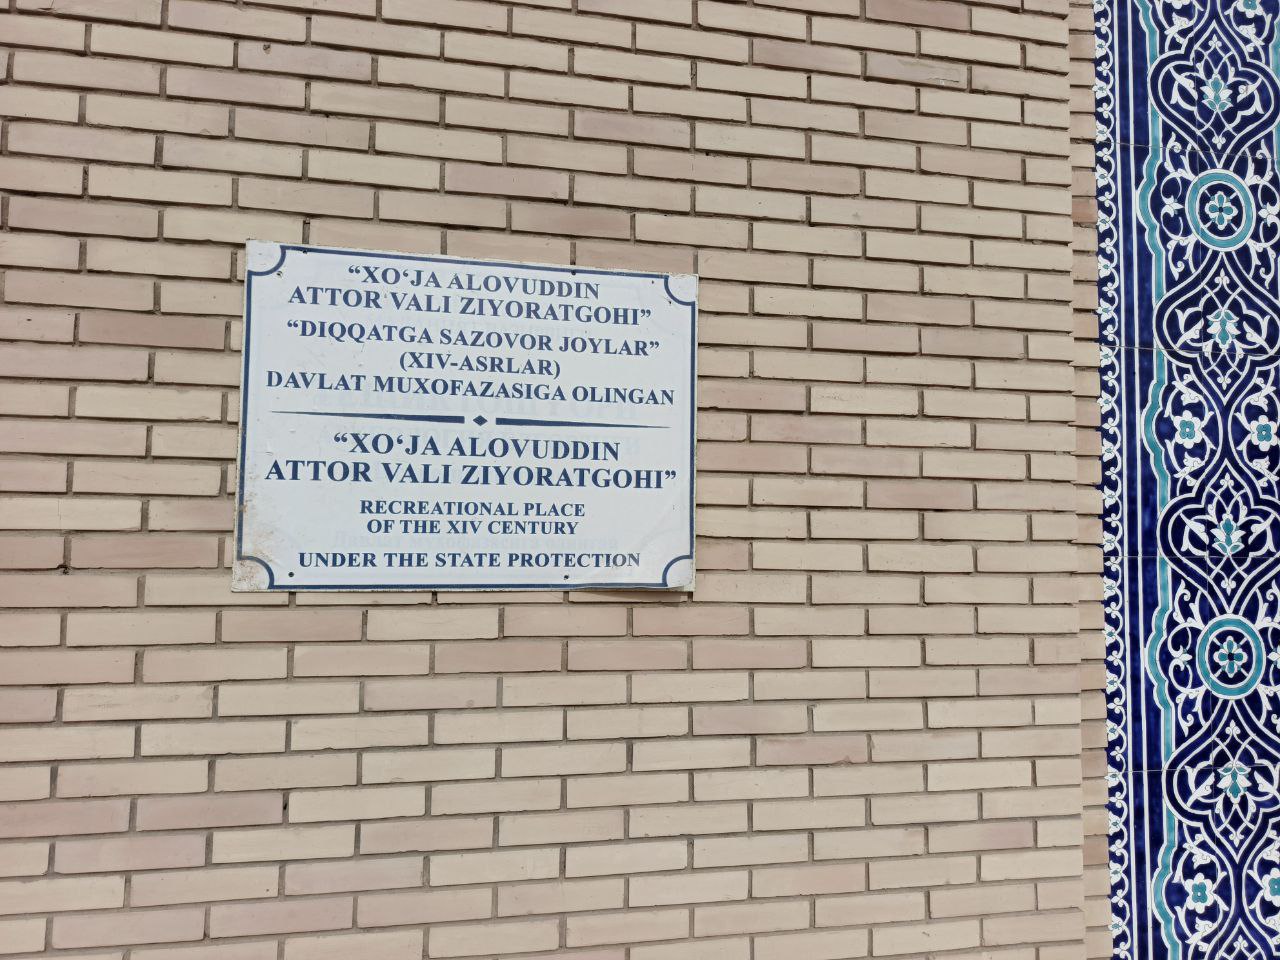 “XO‘JA ALOVUDDIN
ATTOR VALI ZIYORATGOHI”
“DIQQATGA SAZOVOR JOYLAR”
(XIV-ASRLAR)
DAVLAT MUXOFAZASIGA OLINGAN
“XO‘JA ALOVUDDIN
ATTOR VALI ZIYORATGOHI”
RECREATIONAL PLACE
OF THE XIV CENTURY
UNDER THE STATE PROTECTION